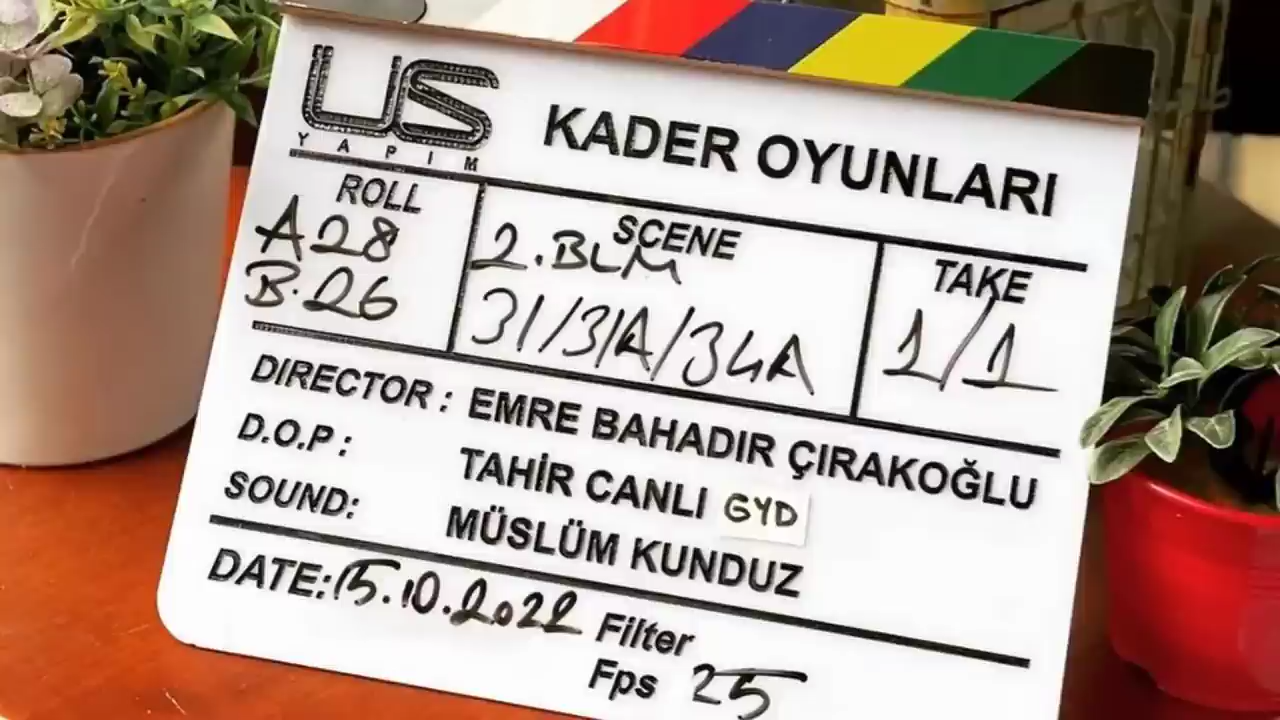 US
YAPIM
KADER OYUNLARI
ROLL
A28
B.26
SCENE
2.BLM
31/31A/34A
TAKE
1/1
DIRECTOR : EMRE BAHADIR ÇIRAKOĞLU
D.O.P : TAHİR CANLI GYD
SOUND: MÜSLÜM KUNDUZ
DATE: 15.10.2022
Filter
Fps 25